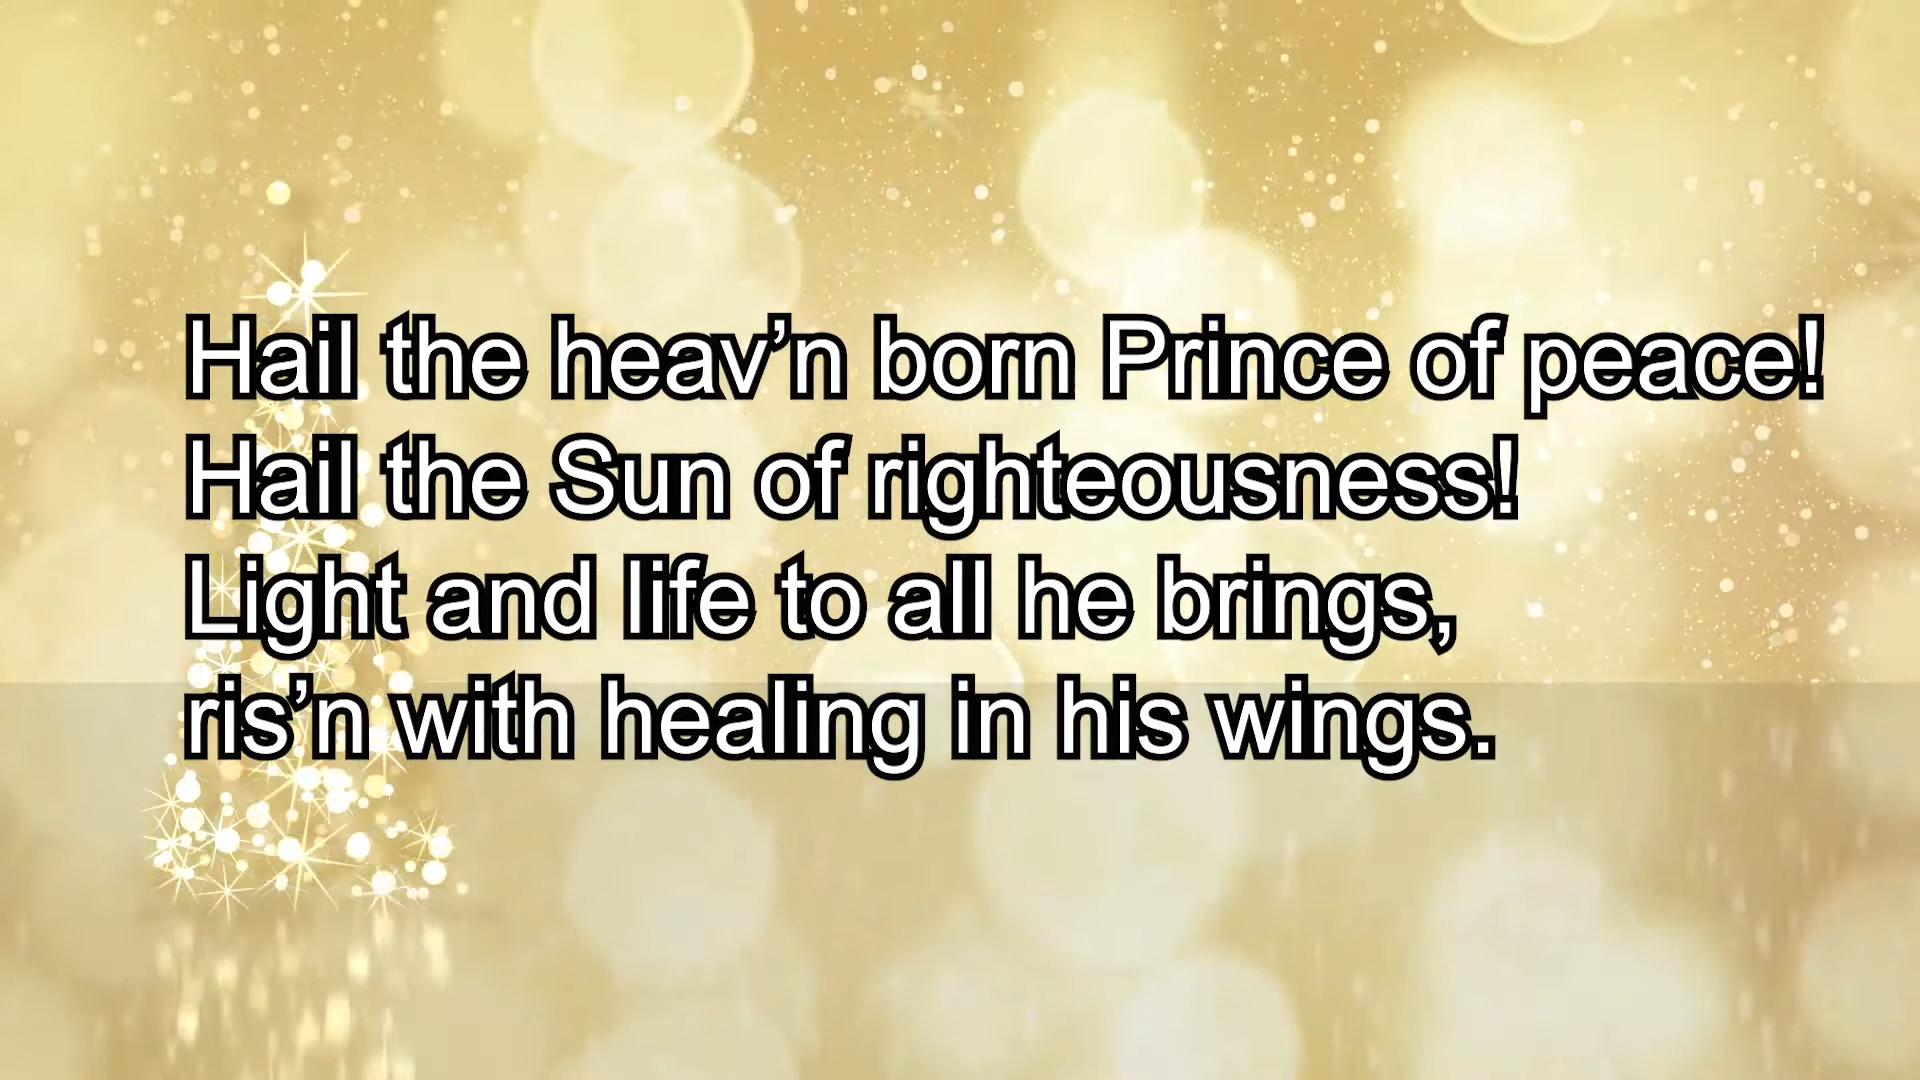 Hail the heav’n born Prince of peace!
Hail the Sun of righteousness!
Light and life to all he brings,
ris’n with healing in his wings.